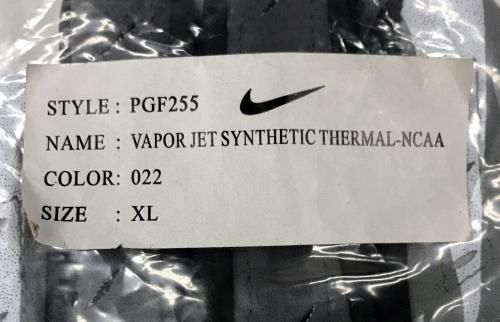 STYLE : PGF255
NAME : VAPOR JET SYNTHETIC THERMAL-NCAA
COLOR: 022
SIZE : XL